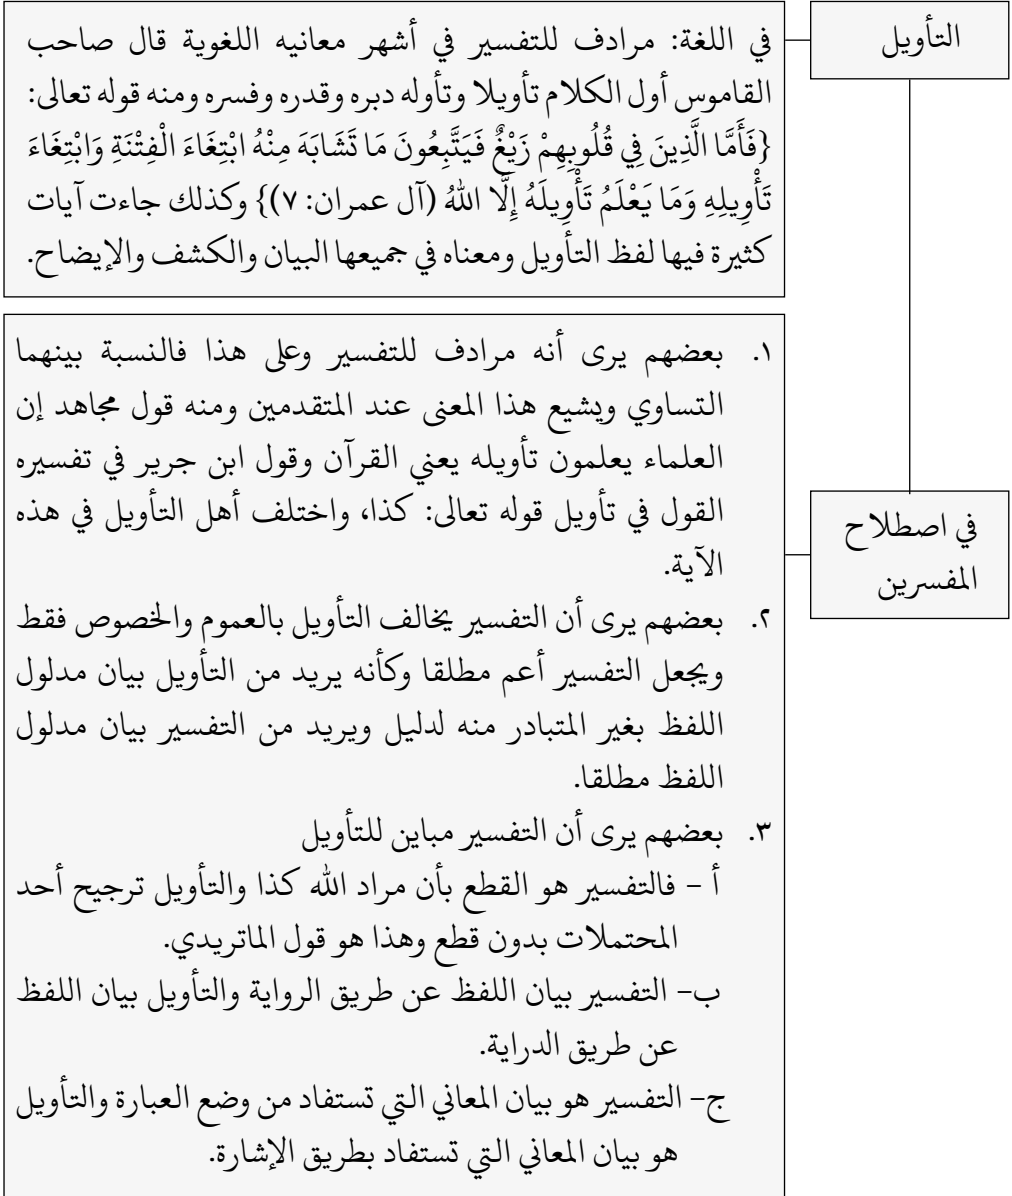 التأويل
في اللغة: مرادف للتفسير في أشهر معانيه اللغوية قال صاحب
القاموس أول الكلام تأويلا وتأوله دبره وقدره وفسره ومنه قوله تعالى:
{فَأَمَّا الَّذِينَ فِي قُلُوبِهِمْ زَيْغٌ فَيَتَّبِعُونَ مَا تَشَابَهَ مِنْهُ ابْتِغَاءَ الْفِتْنَةِ وَابْتِغَاءَ
تَأْوِيلِهِ وَمَا يَعْلَمُ تَأْوِيلَهُ إِلَّا اللهُ (آل عمران: ٧)} وكذلك جاءت آيات
كثيرة فيها لفظ التأويل ومعناه في جميعها البيان والكشف والإيضاح.
في اصطلاح
المفسرين
١. بعضهم يرى أنه مرادف للتفسير وعلى هذا فالنسبة بينهما
التساوي ويشيع هذا المعنى عند المتقدمين ومنه قول مجاهد إن
العلماء يعلمون تأويله يعني القرآن وقول ابن جرير في تفسيره
القول في تأويل قوله تعالى: كذا، واختلف أهل التأويل في هذه
الآية.
٢. بعضهم يرى أن التفسير يخالف التأويل بالعموم والخصوص فقط
ويجعل التفسير أعم مطلقا وكأنه يريد من التأويل بيان مدلول
اللفظ بغير المتبادر منه لدليل ويريد من التفسير بيان مدلول
اللفظ مطلقا.
٣. بعضهم يرى أن التفسير مباين للتأويل
أ - فالتفسير هو القطع بأن مراد الله كذا والتأويل ترجيح أحد
المحتملات بدون قطع وهذا هو قول الماتريدي.
ب- التفسير بيان اللفظ عن طريق الرواية والتأويل بيان اللفظ
عن طريق الدراية.
ج- التفسير هو بيان المعاني التي تستفاد من وضع العبارة والتأويل
هو بيان المعاني التي تستفاد بطريق الإشارة.